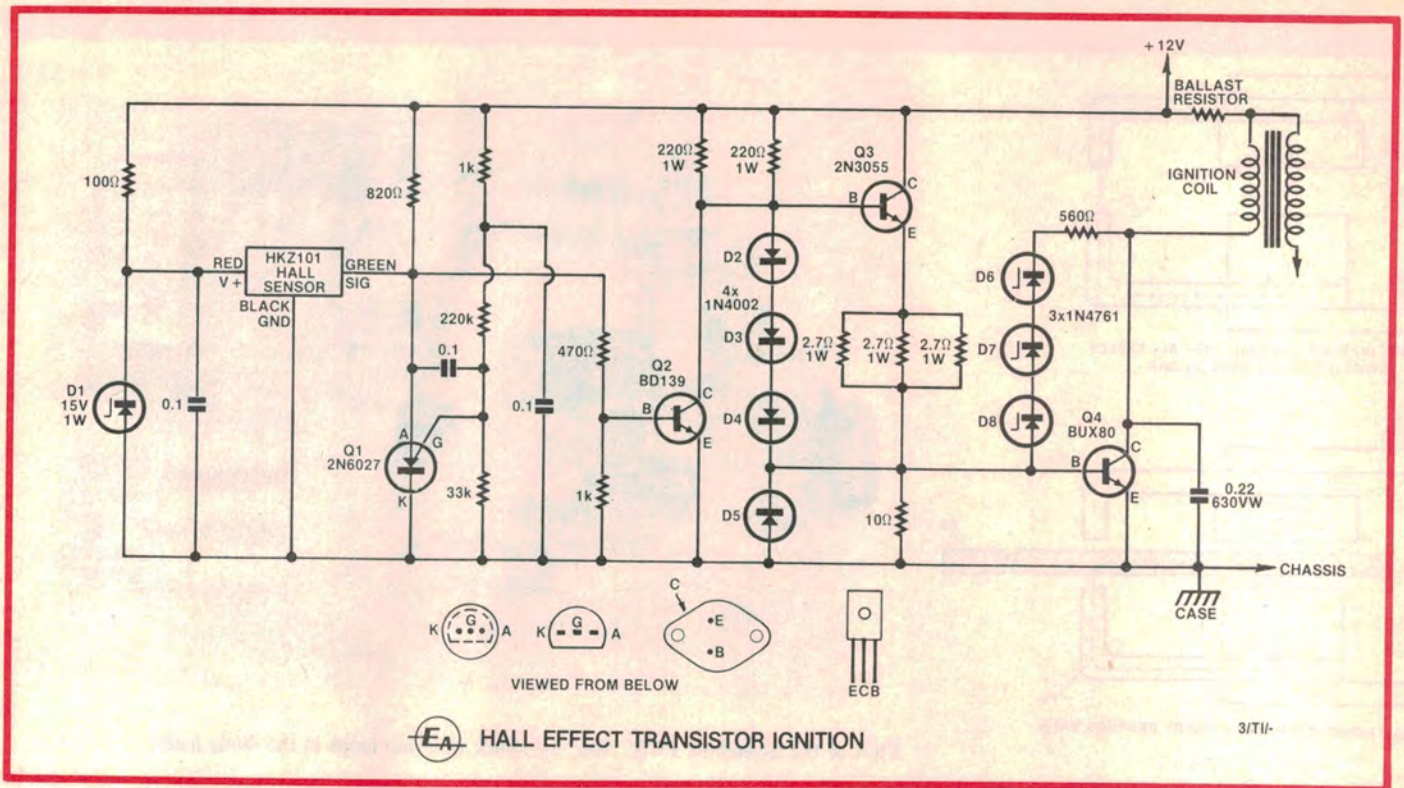 +12V
BALLAST
RESISTOR
IGNITION
COIL
100Ω
820Ω
1k
220Ω
1W
220Ω
1W
Q3
2N3055
B
C
E
560Ω
RED
V+
HKZ101
HALL
SENSOR
GREEN
SIG
BLACK
GND
D2
4x
1N4002
D3
D4
D5
D6
3x1N4761
D7
D8
220k
0.1
470Ω
Q2
BD139
B
C
E
2.7Ω
1W
2.7Ω
1W
2.7Ω
1W
D1
15V
1W
0.1
Q1
2N6027
A
G
K
33k
0.1
1k
10Ω
Q4
BUX80
B
C
E
0.22
630VW
CHASSIS
CASE
K
G
A
K
G
A
C
E
B
ECB
VIEWED FROM BELOW
EA HALL EFFECT TRANSISTOR IGNITION
3/TI/-